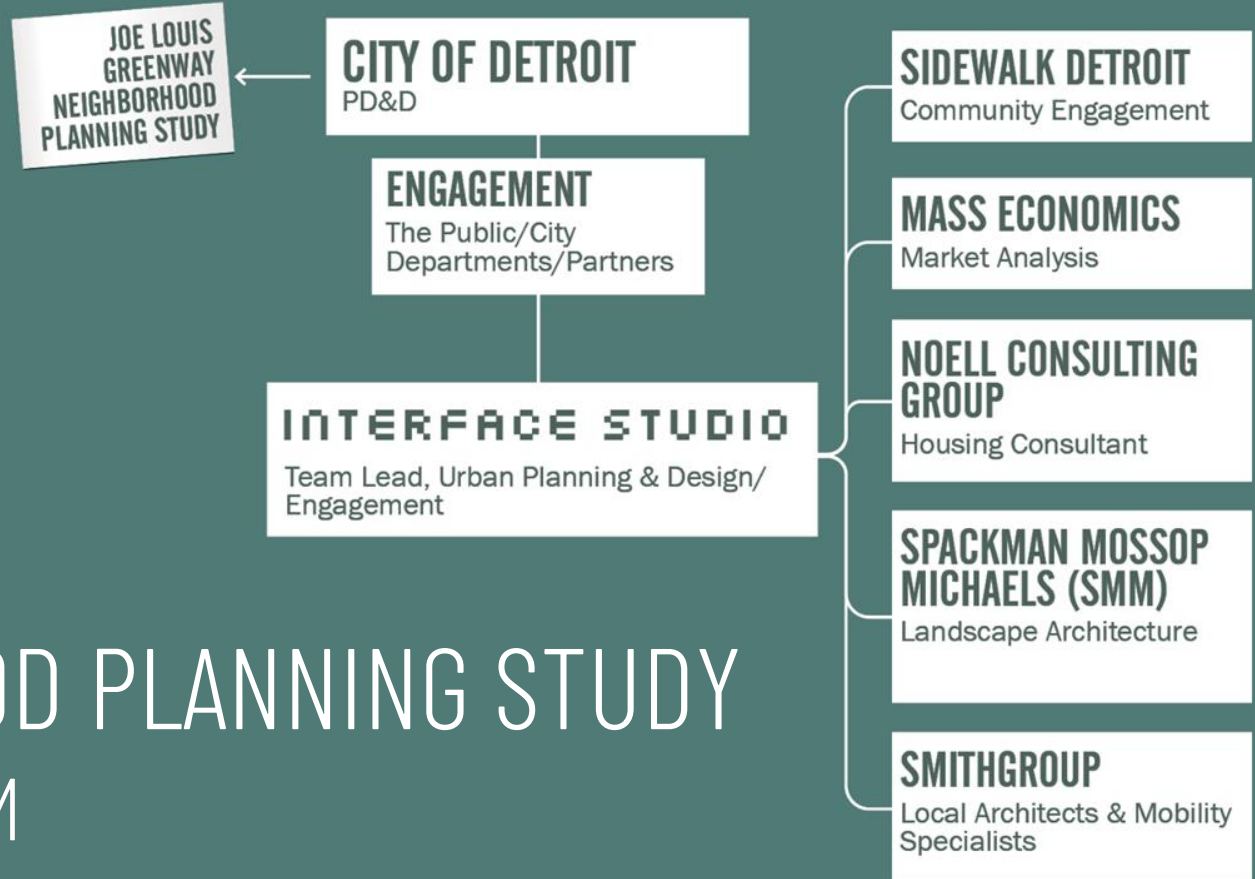 JOE LOUIS
GREENWAY
NEIGHBORHOOD
PLANNING STUDY
CITY OF DETROIT
PD&D
ENGAGEMENT
The Public/City
Departments/Partners
INTERFACE STUDIO
Team Lead, Urban Planning & Design/
Engagement
SIDEWALK DETROIT
Community Engagement
MASS ECONOMICS
Market Analysis
NOELL CONSULTING
GROUP
Housing Consultant
SPACKMAN MOSSOP
MICHAELS (SMM)
Landscape Architecture
SMITHGROUP
Local Architects & Mobility
Specialists
PLANNING STUDY